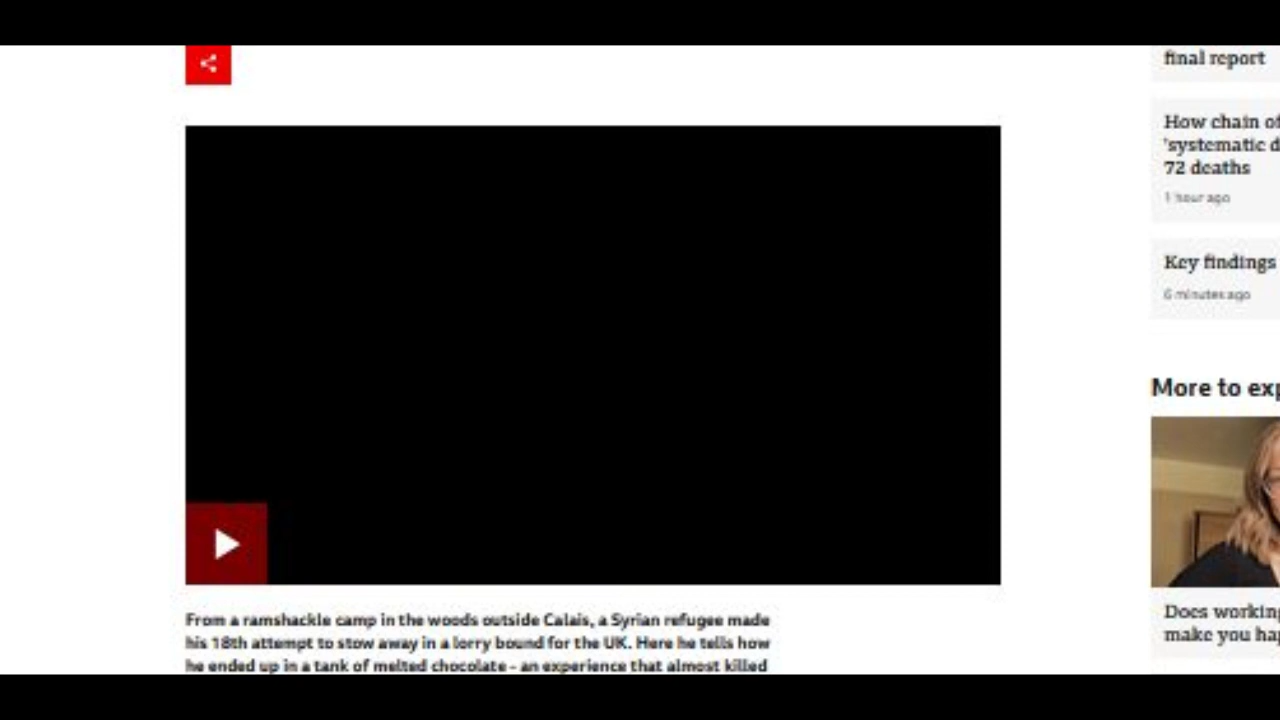 final report
How chain of
'systematic d
72 deaths
1 hour ago
Key findings
6 minutes ago
More to exp
Does working
make you hap
From a ramshackle camp in the woods outside Calais, a Syrian refugee made
his 18th attempt to stow away in a lorry bound for the UK. Here he tells how
he ended up in a tank of melted chocolate - an experience that almost killed